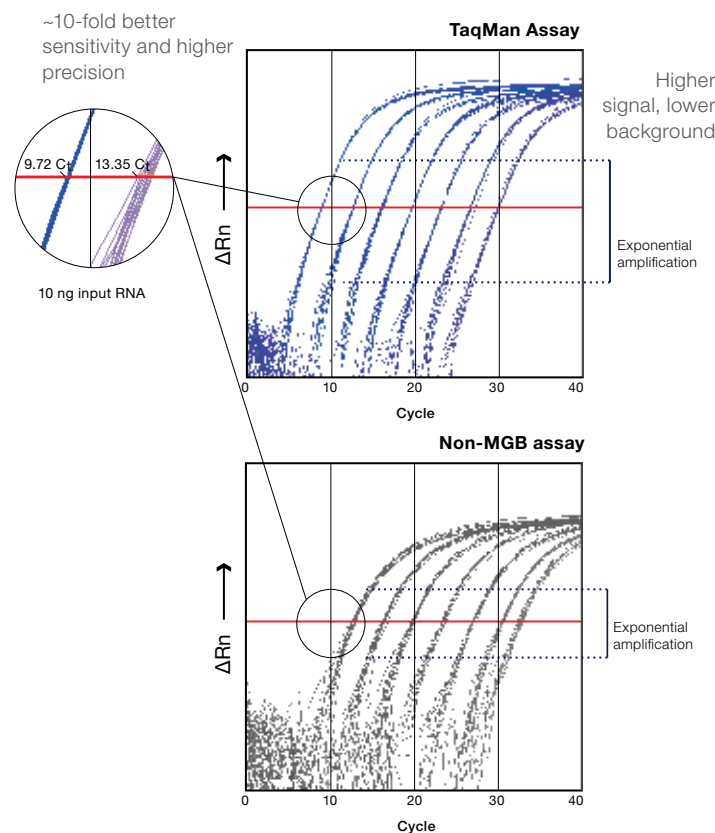 ~10-fold better
sensitivity and higher
precision
9.72 Ct
13.35 Ct
10 ng input RNA
TaqMan Assay
Higher
signal, lower
background
ΔRn
Exponential
amplification
0 10 20 30 40
Cycle
Non-MGB assay
ΔRn
Exponential
amplification
0 10 20 30 40
Cycle